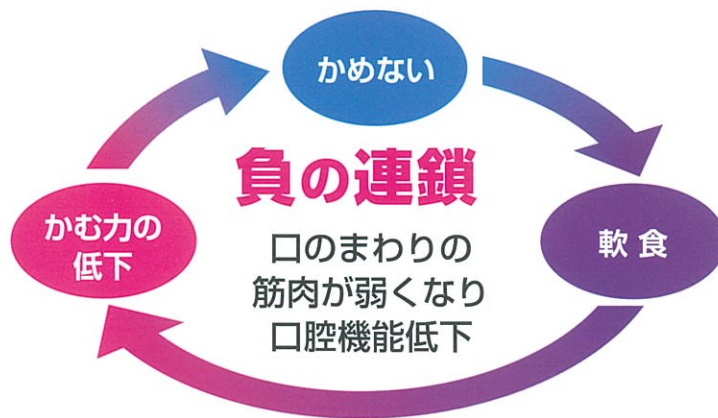 かめない
負の連鎖
かむ力の
低下
口のまわりの
筋肉が弱くなり
口腔機能低下
軟食